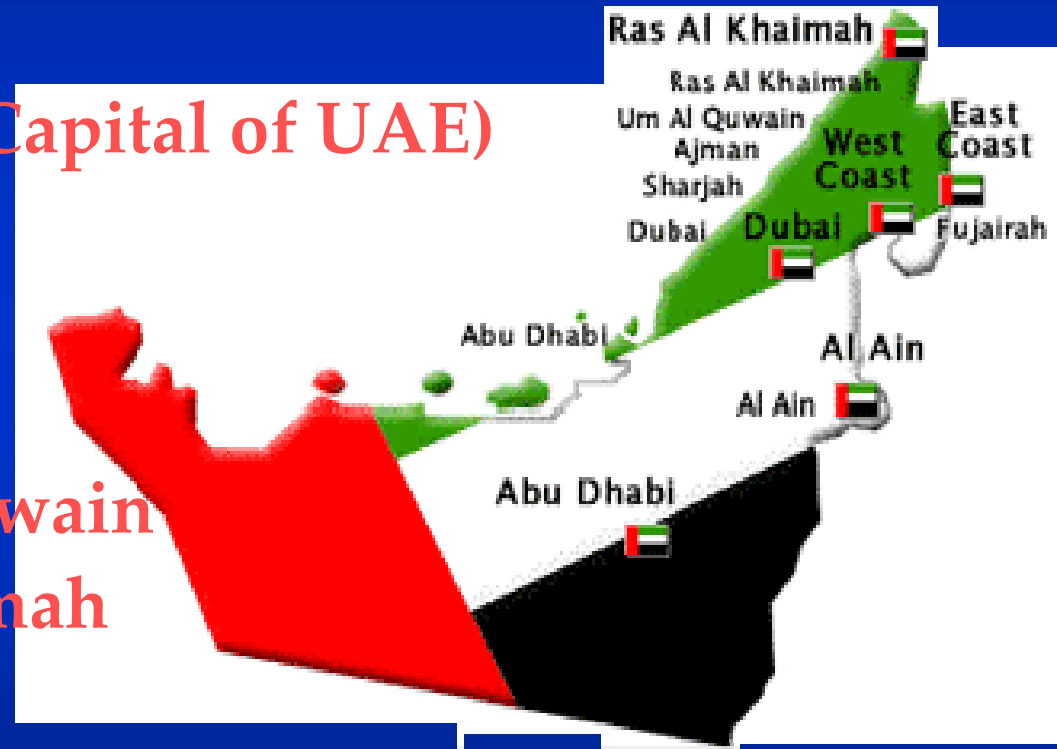 Ras Al Khaimah
Ras Al Khaimah
Capital of UAE)
Um Al Quwain
East
Coast
West
Coast
Ajman
Sharjah
Dubai
Dubai
Fujairah
Abu Dhabi
Al Ain
Al Ain
Abu Dhabi
wain